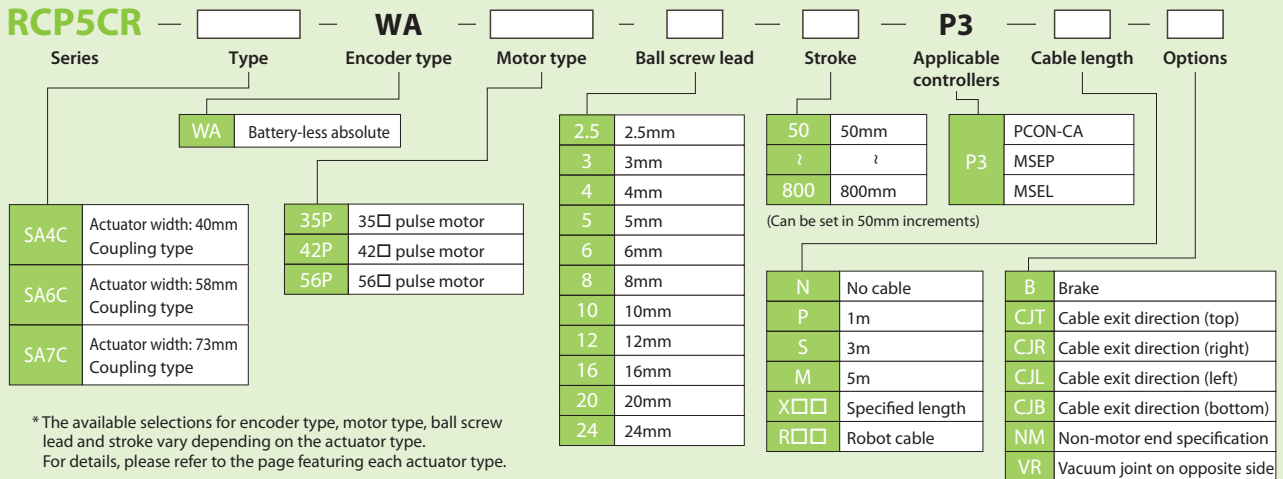 RCP5CR — □ — WA — □ — □ — □ — P3 — □ — □
Series Type Encoder type Motor type Ball screw lead Stroke Applicable controllers Cable length Options
WA Battery-less absolute
SA4C Actuator width: 40mm
Coupling type
SA6C Actuator width: 58mm
Coupling type
SA7C Actuator width: 73mm
Coupling type
35P 35□ pulse motor
42P 42□ pulse motor
56P 56□ pulse motor
2.5 2.5mm
3 3mm
4 4mm
5 5mm
6 6mm
8 8mm
10 10mm
12 12mm
16 16mm
20 20mm
24 24mm
50 50mm
~ ~
800 800mm
(Can be set in 50mm increments)
P3 PCON-CA
MSEP
MSEL
N No cable
P 1m
S 3m
M 5m
X□□ Specified length
R□□ Robot cable
B Brake
CJT Cable exit direction (top)
CJR Cable exit direction (right)
CJL Cable exit direction (left)
CJB Cable exit direction (bottom)
NM Non-motor end specification
VR Vacuum joint on opposite side
* The available selections for encoder type, motor type, ball screw
lead and stroke vary depending on the actuator type.
For details, please refer to the page featuring each actuator type.